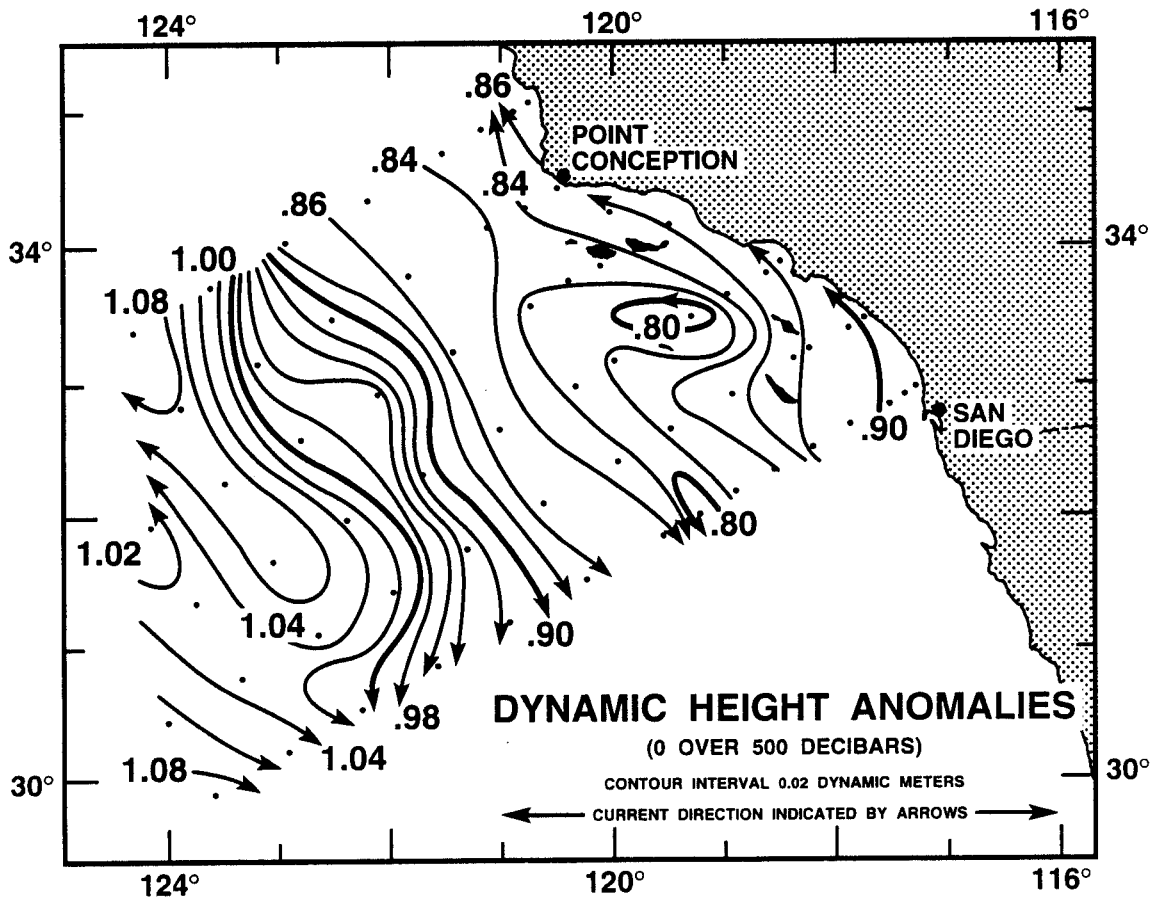 124° 120° 116°
.86
POINT
CONCEPTION
.84
.84
.86
34° 34°
1.00
1.08
.80
.90
SAN
DIEGO
.80
1.02
1.04
.90
DYNAMIC HEIGHT ANOMALIES
.98
(0 OVER 500 DECIBARS)
1.04
1.08
30° 30°
CONTOUR INTERVAL 0.02 DYNAMIC METERS
CURRENT DIRECTION INDICATED BY ARROWS
124° 120° 116°